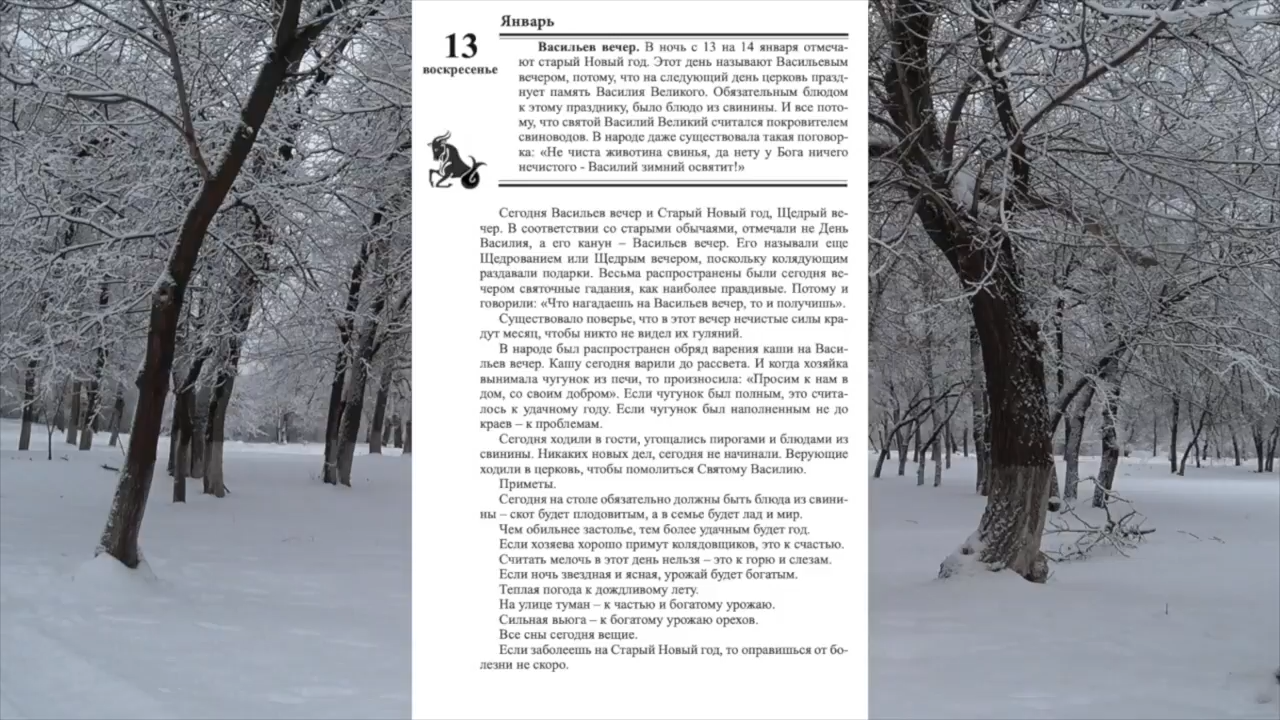 Январь
13
воскресенье
Васильев вечер. В ночь с 13 на 14 января отмеча-
ют старый Новый год. Этот день называют Васильевым
вечером, потому, что на следующий день церковь празд-
нует память Василия Великого. Обязательным блюдом
к этому празднику, было блюдо из свинины. И все пото-
му, что святой Василий Великий считался покровителем
свиноводов. В народе даже существовала такая поговор-
ка: «Не чиста животина свинья, да нету у Бога ничего
нечистого - Василий зимний освятит!»
Сегодня Васильев вечер и Старый Новый год, Щедрый ве-
чер. В соответствии со старыми обычаями, отмечали не День
Василия, а его канун – Васильев вечер. Его называли еще
Щедрованием или Щедрым вечером, поскольку колядующим
раздавали подарки. Весьма распространены были сегодня ве-
чером святочные гадания, как наиболее правдивые. Потому и
говорили: «Что нагадаешь на Васильев вечер, то и получишь».
Существовало поверье, что в этот вечер нечистые силы кра-
дут месяц, чтобы никто не видел их гуляний.
В народе был распространен обряд варения каши на Васи-
льев вечер. Кашу сегодня варили до рассвета. И когда хозяйка
вынимала чугунок из печи, то произносила: «Просим к нам в
дом, со своим добром». Если чугунок был полным, это счита-
лось к удачному году. Если чугунок был наполненным не до
краев – к проблемам.
Сегодня ходили в гости, угощались пирогами и блюдами из
свинины. Никаких новых дел, сегодня не начинали. Верующие
ходили в церковь, чтобы помолиться Святому Василию.
Приметы.
Сегодня на столе обязательно должны быть блюда из свини-
ны – скот будет плодовитым, а в семье будет лад и мир.
Чем обильнее застолье, тем более удачным будет год.
Если хозяева хорошо примут колядовщиков, это к счастью.
Считать мелочь в этот день нельзя – это к горю и слезам.
Если ночь звездная и ясная, урожай будет богатым.
Теплая погода к дождливому лету.
На улице туман – к частью и богатому урожаю.
Сильная вьюга – к богатому урожаю орехов.
Все сны сегодня вещие.
Если заболеешь на Старый Новый год, то оправишься от бо-
лезни не скоро.